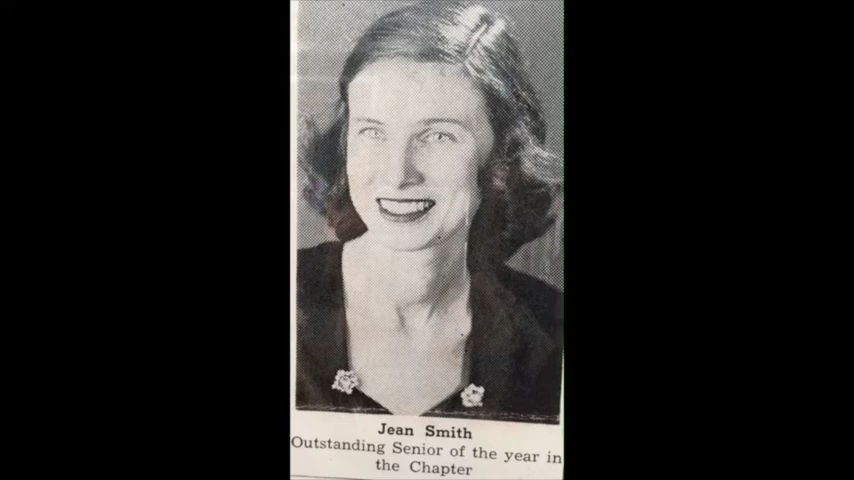 Jean Smith
Outstanding Senior of the year in
the Chapter